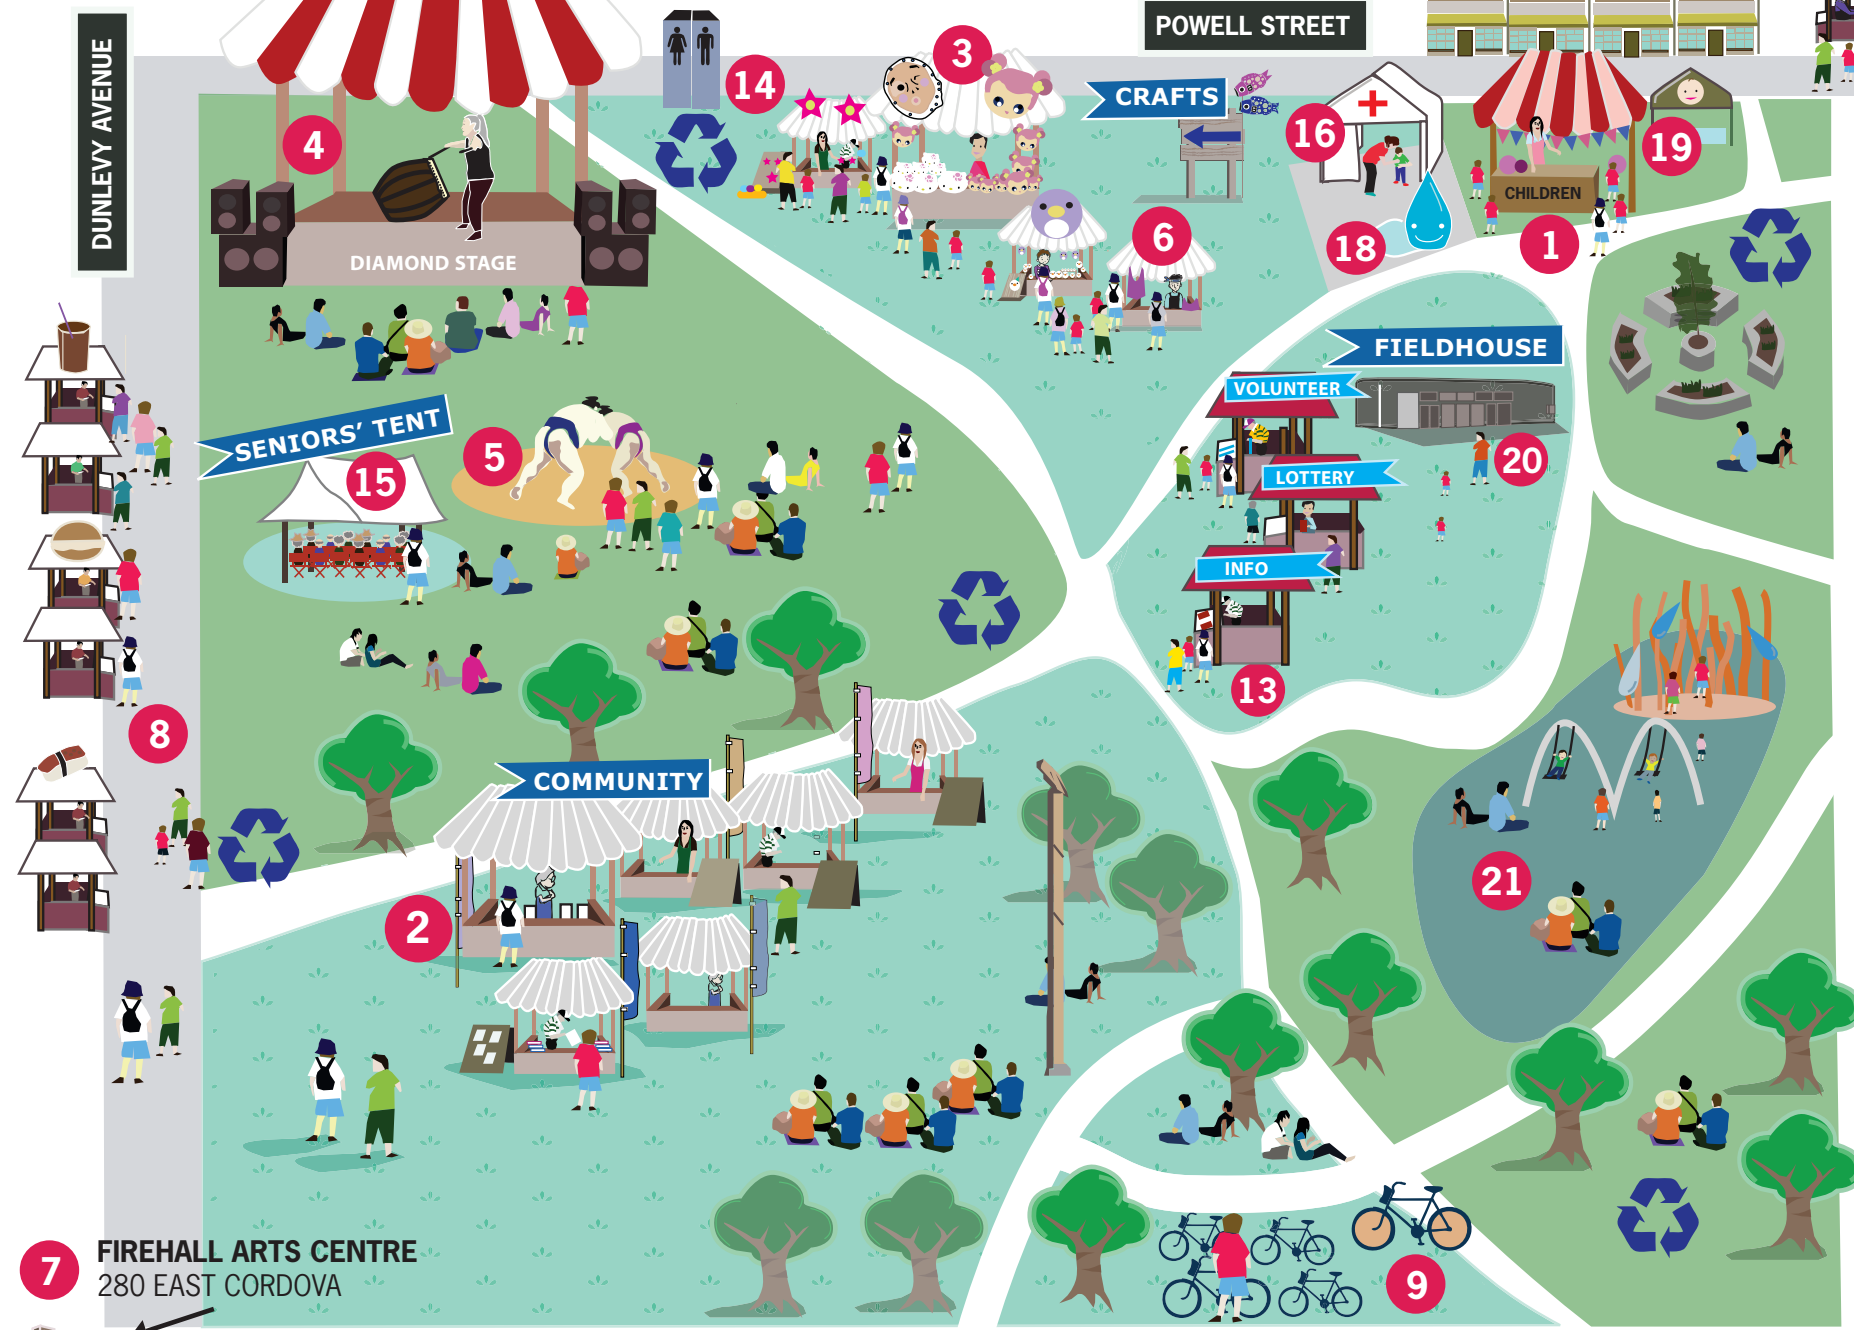 POWELL STREET
DUNLEVY AVENUE
3
14
CRAFTS
16
19
4
CHILDREN
6
18
1
DIAMOND STAGE
FIELDHOUSE
VOLUNTEER
SENIORS' TENT
5
20
15
LOTTERY
INFO
13
8
COMMUNITY
21
2
7
FIREHALL ARTS CENTRE
280 EAST CORDOVA
9